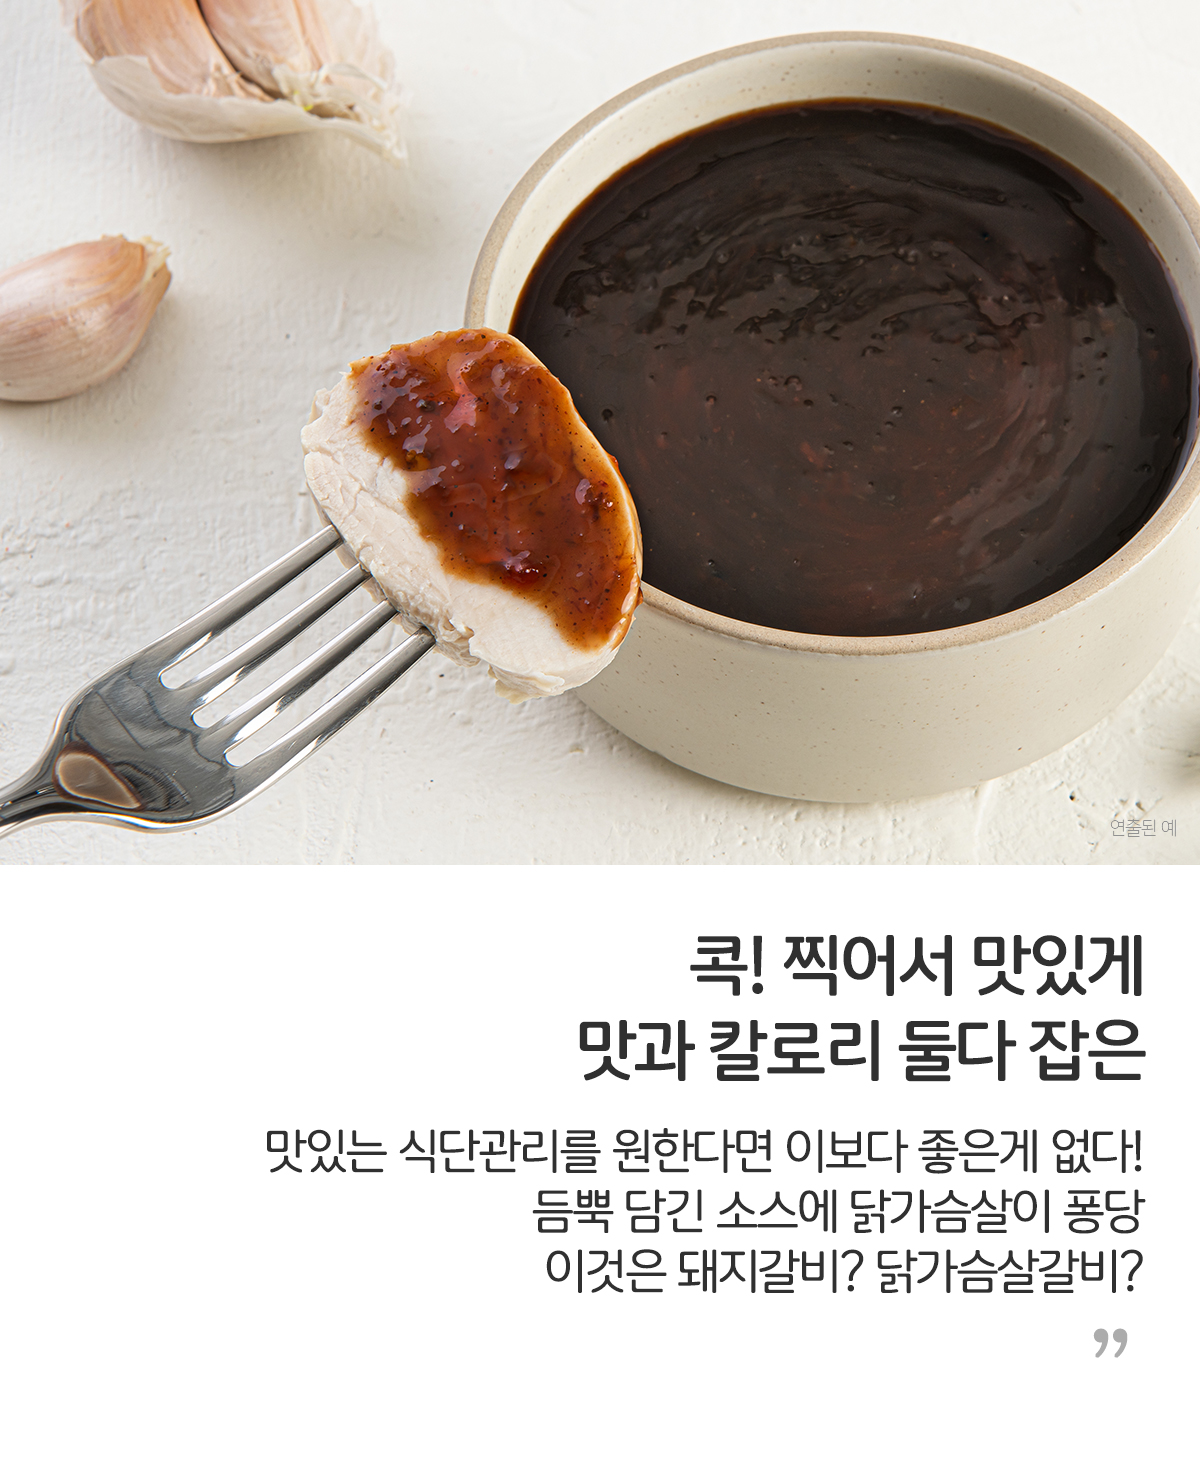 연출된 예
콕! 찍어서 맛있게
맛과 칼로리 둘다 잡은
맛있는 식단관리를 원한다면 이보다 좋은게 없다!
듬뿍 담긴 소스에 닭가슴살이 퐁당
이것은 돼지갈비? 닭가슴살갈비?
”